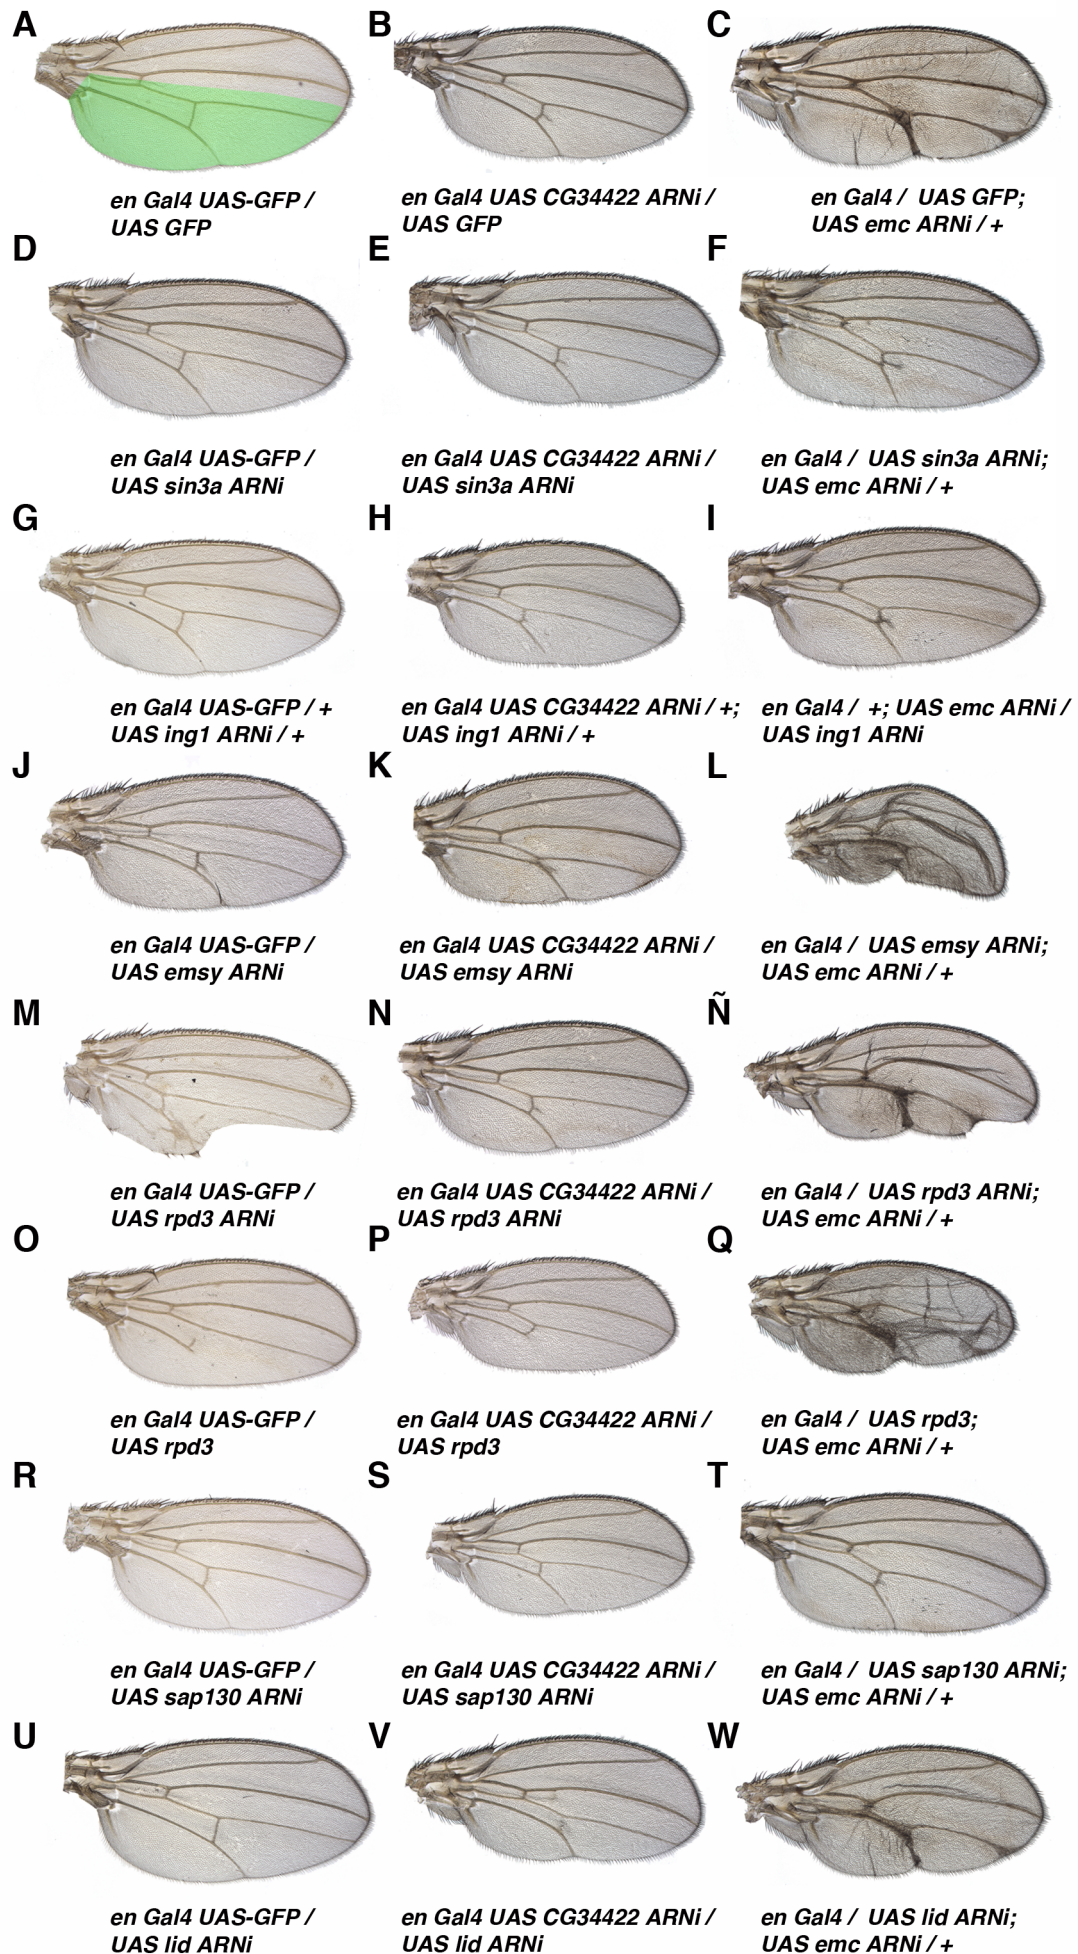 A
B
C
en Gal4 UAS-GFP /
UAS GFP
en Gal4 UAS CG34422 ARNi /
UAS GFP
en Gal4 / UAS GFP;
UAS emc ARNi / +
D
E
F
en Gal4 UAS-GFP /
UAS sin3a ARNi
en Gal4 UAS CG34422 ARNi /
UAS sin3a ARNi
en Gal4 / UAS sin3a ARNi;
UAS emc ARNi / +
G
H
I
en Gal4 UAS-GFP / +
UAS ing1 ARNi / +
en Gal4 UAS CG34422 ARNi / +;
UAS ing1 ARNi / +
en Gal4 / +; UAS emc ARNi /
UAS ing1 ARNi
J
K
L
en Gal4 UAS-GFP /
UAS emsy ARNi
en Gal4 UAS CG34422 ARNi /
UAS emsy ARNi
en Gal4 / UAS emsy ARNi;
UAS emc ARNi / +
M
N
Ñ
en Gal4 UAS-GFP /
UAS rpd3 ARNi
en Gal4 UAS CG34422 ARNi /
UAS rpd3 ARNi
en Gal4 / UAS rpd3 ARNi;
UAS emc ARNi / +
O
P
Q
en Gal4 UAS-GFP /
UAS rpd3
en Gal4 UAS CG34422 ARNi /
UAS rpd3
en Gal4 / UAS rpd3;
UAS emc ARNi / +
R
S
T
en Gal4 UAS-GFP /
UAS sap130 ARNi
en Gal4 UAS CG34422 ARNi /
UAS sap130 ARNi
en Gal4 / UAS sap130 ARNi;
UAS emc ARNi / +
U
V
W
en Gal4 UAS-GFP /
UAS lid ARNi
en Gal4 UAS CG34422 ARNi /
UAS lid ARNi
en Gal4 / UAS lid ARNi;
UAS emc ARNi / +